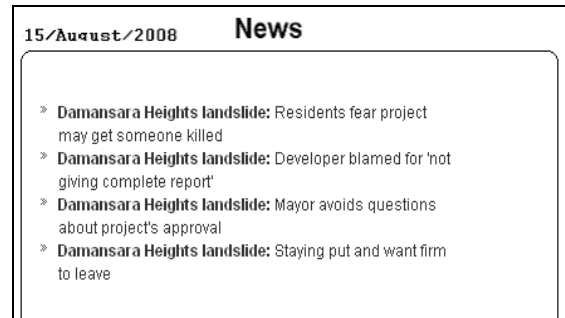 15/August/2008 News
» Damansara Heights landslide: Residents fear project
may get someone killed
» Damansara Heights landslide: Developer blamed for 'not
giving complete report'
» Damansara Heights landslide: Mayor avoids questions
about project's approval
» Damansara Heights landslide: Staying put and want firm
to leave